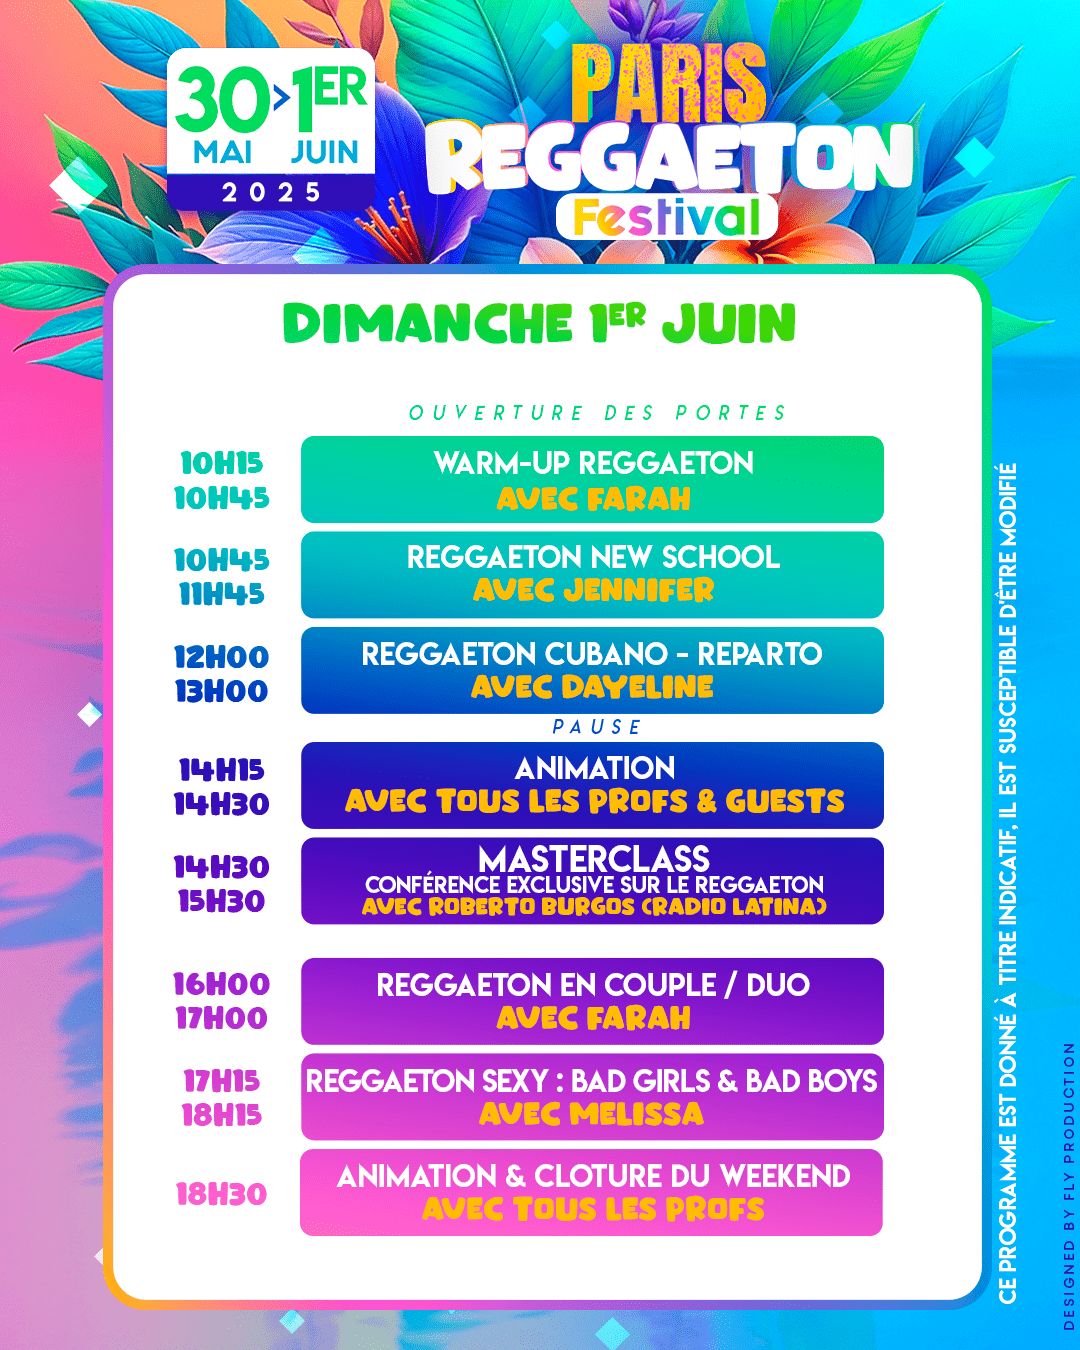 30>1ER
MAI JUIN
2025
PARIS
REGGAETON
Festival
DIMANCHE 1ER JUIN
OUVERTURE DES PORTES
10H15
10H45
WARM-UP REGGAETON
AVEC FARAH
10H45
11H45
REGGAETON NEW SCHOOL
AVEC JENNIFER
12H00
13H00
REGGAETON CUBANO - REPARTO
AVEC DAYELINE
PAUSE
14H15
14H30
ANIMATION
AVEC TOUS LES PROFS & GUESTS
14H30
15H30
MASTERCLASS
CONFÉRENCE EXCLUSIVE SUR LE REGGAETON
AVEC ROBERTO BURGOS (RADIO LATINA)
16H00
17H00
REGGAETON EN COUPLE / DUO
AVEC FARAH
17H15
18H15
REGGAETON SEXY : BAD GIRLS & BAD BOYS
AVEC MELISSA
18H30
ANIMATION & CLOTURE DU WEEKEND
AVEC TOUS LES PROFS
CE PROGRAMME EST DONNÉ À TITRE INDICATIF, IL EST SUSCEPTIBLE D'ÊTRE MODIFIÉ
DESIGNED BY FLY PRODUCTION